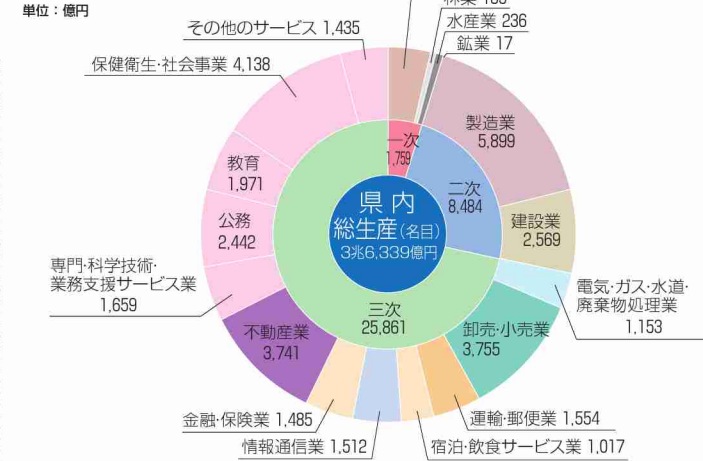 単位：億円
水産業 236
鉱業 17
製造業
5,899
建設業
2,569
電気・ガス・水道・
廃棄物処理業
1,153
卸売・小売業
3,755
運輸・郵便業 1,554
宿泊・飲食サービス業 1,017
情報通信業 1,512
金融・保険業 1,485
不動産業
3,741
専門・科学技術・
業務支援サービス業
1,659
公務
2,442
教育
1,971
保健衛生・社会事業 4,138
その他のサービス 1,435
一次
1,759
二次
8,484
三次
25,861
県内
総生産（名目）
3兆6,339億円